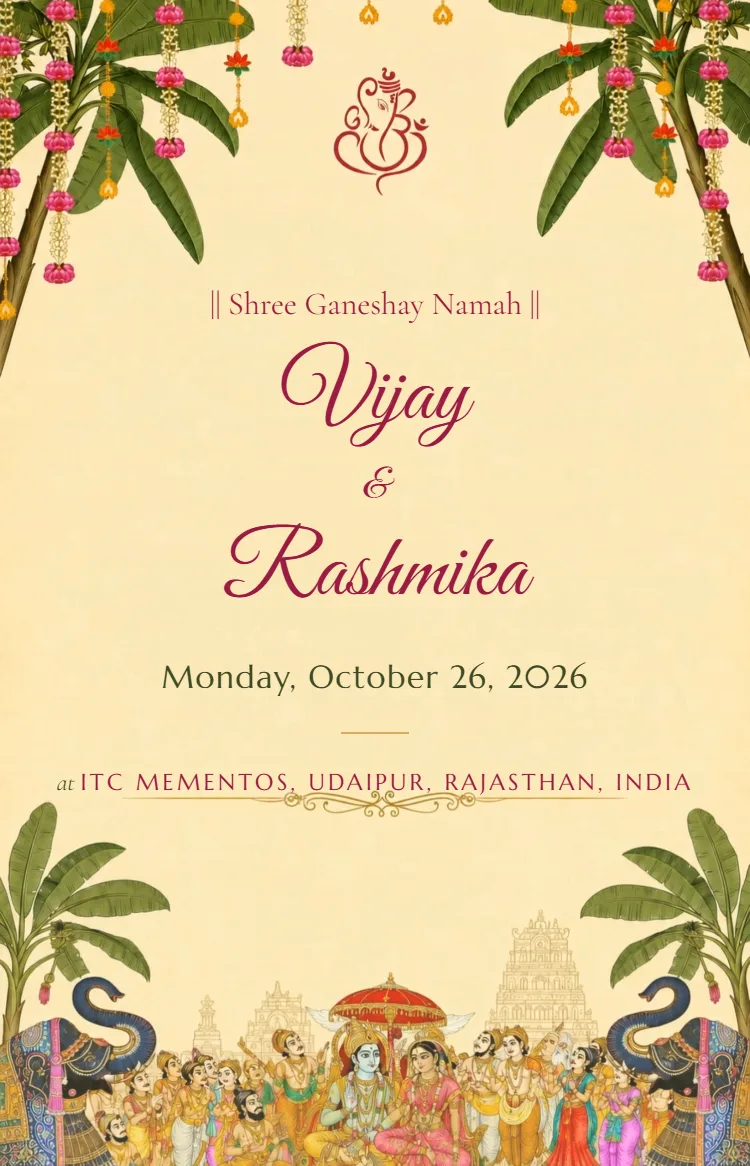 || Shree Ganeshay Namah ||
Vijay
&
Rashmika
Monday, October 26, 2026
at ITC MEMENTOS, UDAIPUR, RAJASTHAN, INDIA